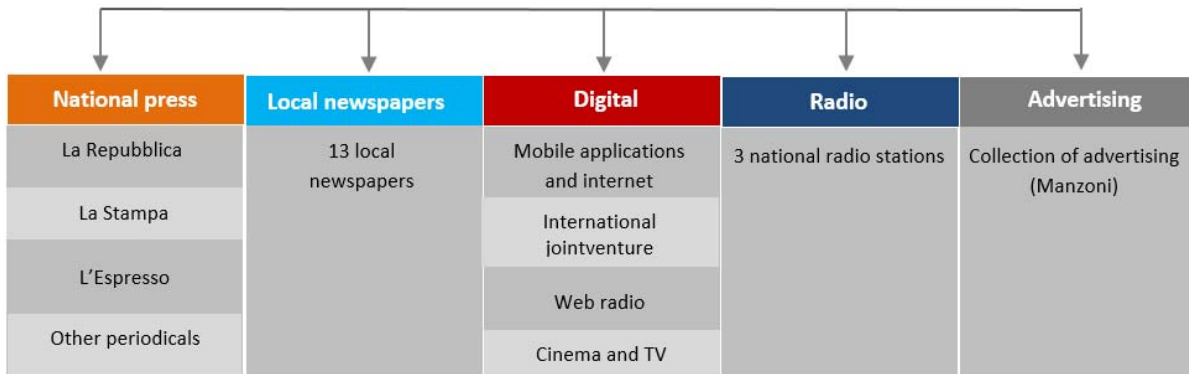 National press
La Repubblica
La Stampa
L’Espresso
Other periodicals
Local newspapers
13 local
newspapers
Digital
Mobile applications
and internet
International
jointventure
Web radio
Cinema and TV
Radio
3 national radio stations
Advertising
Collection of advertising
(Manzoni)